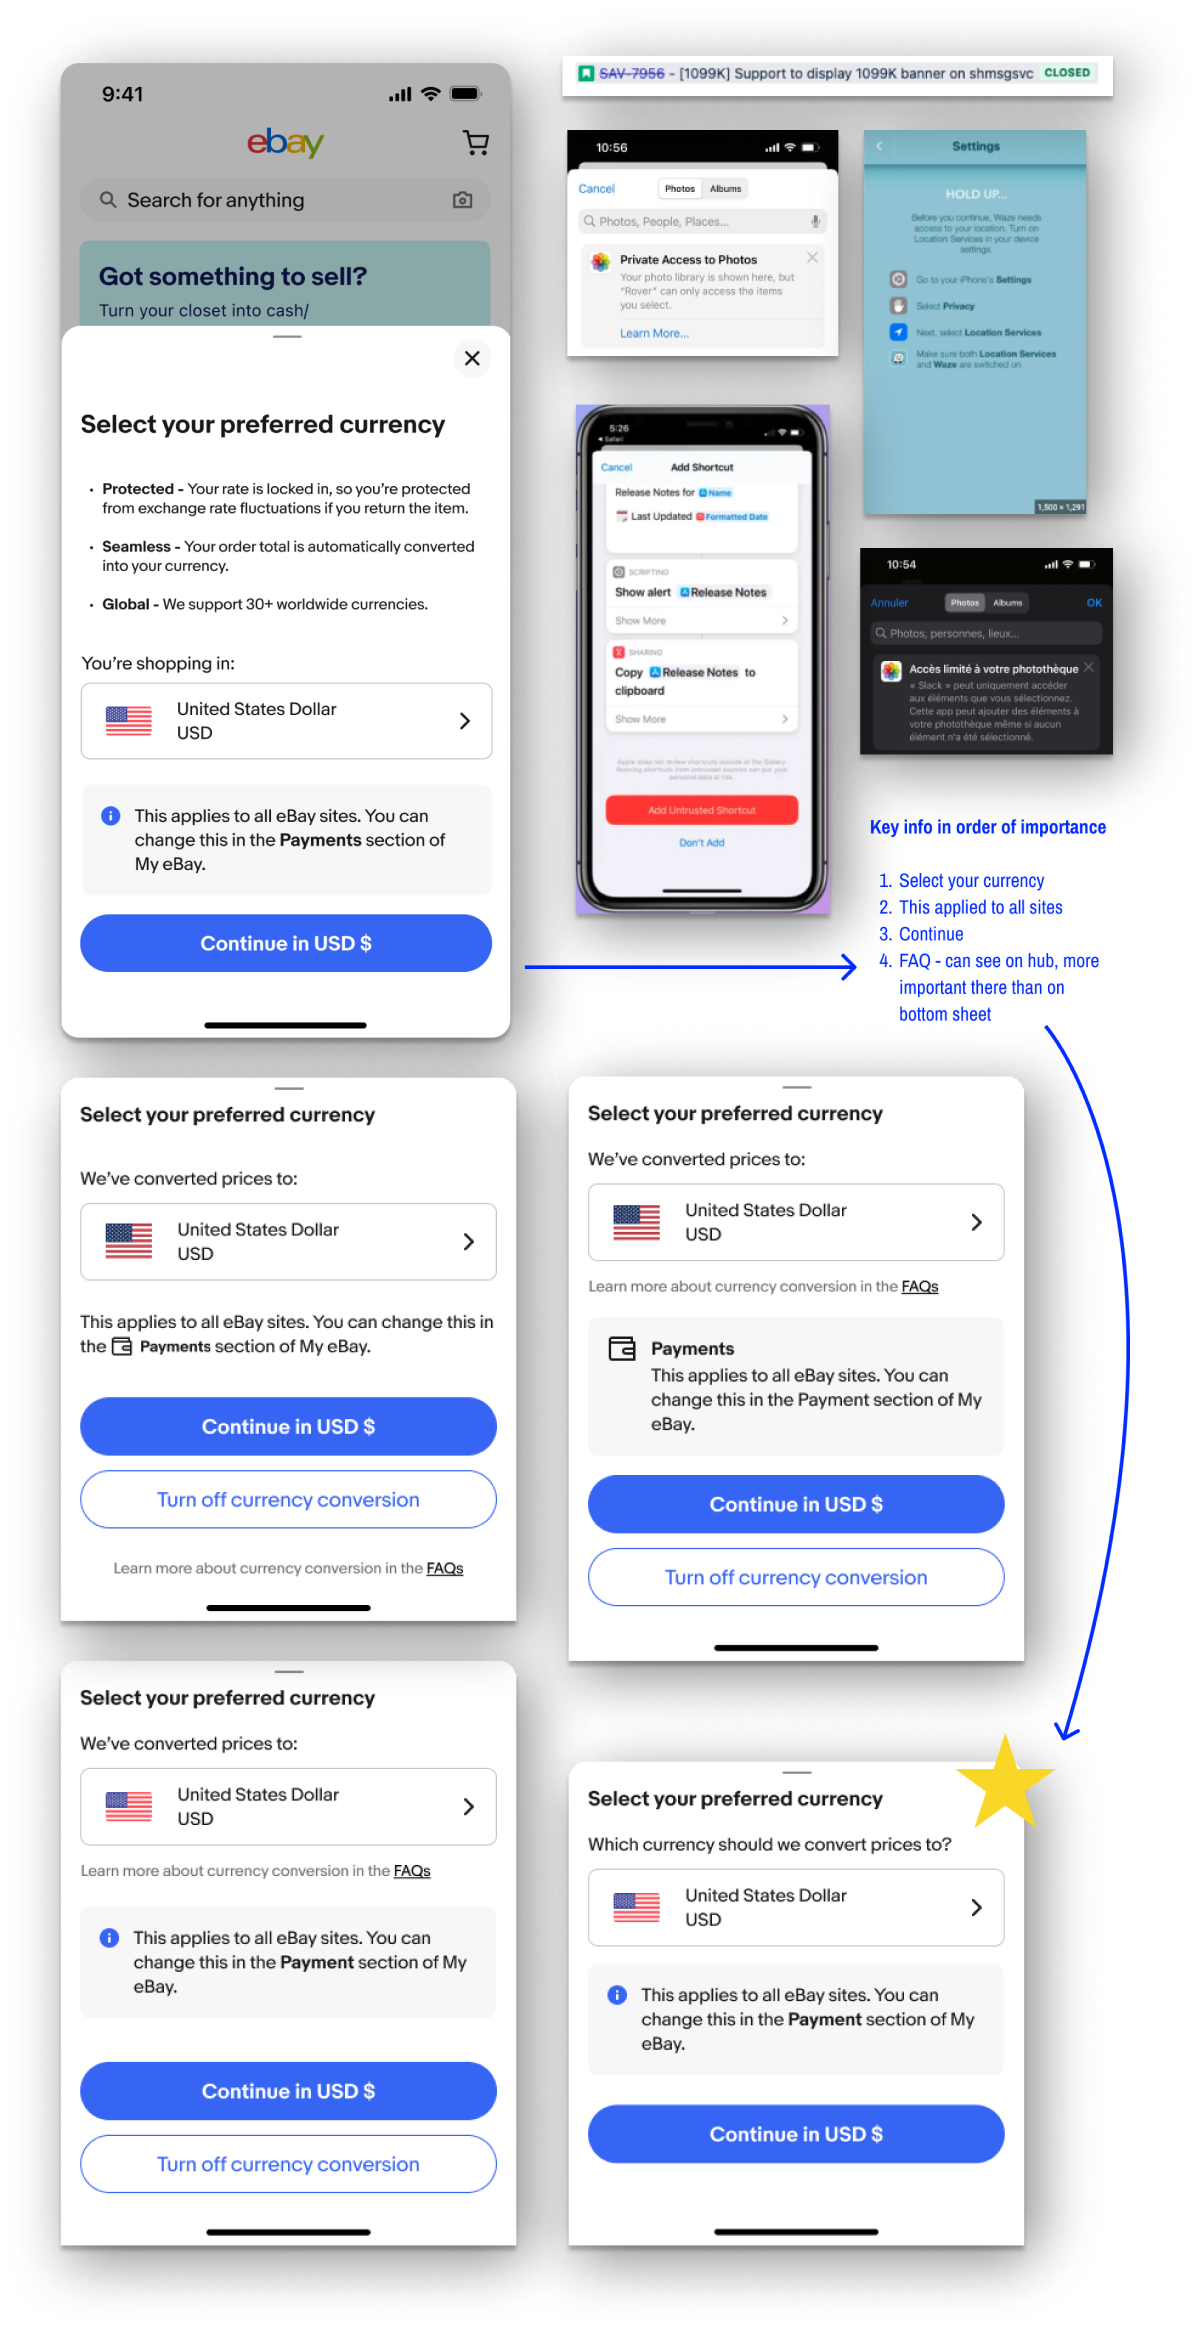 9:41
ebay
Search for anything
Got something to sell?
Turn your closet into cash/
Select your preferred currency
• Protected - Your rate is locked in, so you're protected
from exchange rate fluctuations if you return the item.
• Seamless - Your order total is automatically converted
into your currency.
• Global - We support 30+ worldwide currencies.
You're shopping in:
United States Dollar
USD
This applies to all eBay sites. You can
change this in the Payments section of
My eBay.
Continue in USD $
SAV-7956 - [1099K] Support to display 1099K banner on shmsgsvc CLOSED
10:56
Cancel Photos Albums
Photos, People, Places...
Private Access to Photos
Your photo library is shown here, but
"Rover" can only access the items
you select.
Learn More...
Settings
HOLD UP...
Before you continue, Waze needs
access to your location. Turn on
Location Services in your device
settings.
Go to your iPhone's Settings
Select Privacy
Next, select Location Services
Make sure both Location Services
and Waze are switched on
1,500 × 1,291
5:26
Safari
Cancel Add Shortcut
Release Notes for Name
Last Updated Formatted Date
SCRIPTING
Show alert Release Notes
Show More
SHARING
Copy Release Notes to
clipboard
Show More
Apple does not review shortcuts outside of the Gallery.
Running shortcuts from untrusted sources can put your
personal data at risk.
Add Untrusted Shortcut
Don't Add
10:54
Annuler Photos Albums OK
Photos, personnes, lieux...
Accès limité à votre photothèque
« Slack » peut uniquement accéder
aux éléments que vous sélectionnez.
Cette app peut ajouter des éléments à
votre photothèque même si aucun
élément n'a été sélectionné.
Key info in order of importance
1. Select your currency
2. This applied to all sites
3. Continue
4. FAQ - can see on hub, more
important there than on
bottom sheet
Select your preferred currency
We've converted prices to:
United States Dollar
USD
This applies to all eBay sites. You can change this in
the Payments section of My eBay.
Continue in USD $
Turn off currency conversion
Learn more about currency conversion in the FAQs
Select your preferred currency
We've converted prices to:
United States Dollar
USD
Learn more about currency conversion in the FAQs
Payments
This applies to all eBay sites. You can
change this in the Payment section of My
eBay.
Continue in USD $
Turn off currency conversion
Select your preferred currency
We've converted prices to:
United States Dollar
USD
Learn more about currency conversion in the FAQs
This applies to all eBay sites. You can
change this in the Payment section of My
eBay.
Continue in USD $
Turn off currency conversion
Select your preferred currency
Which currency should we convert prices to?
United States Dollar
USD
This applies to all eBay sites. You can
change this in the Payment section of My
eBay.
Continue in USD $